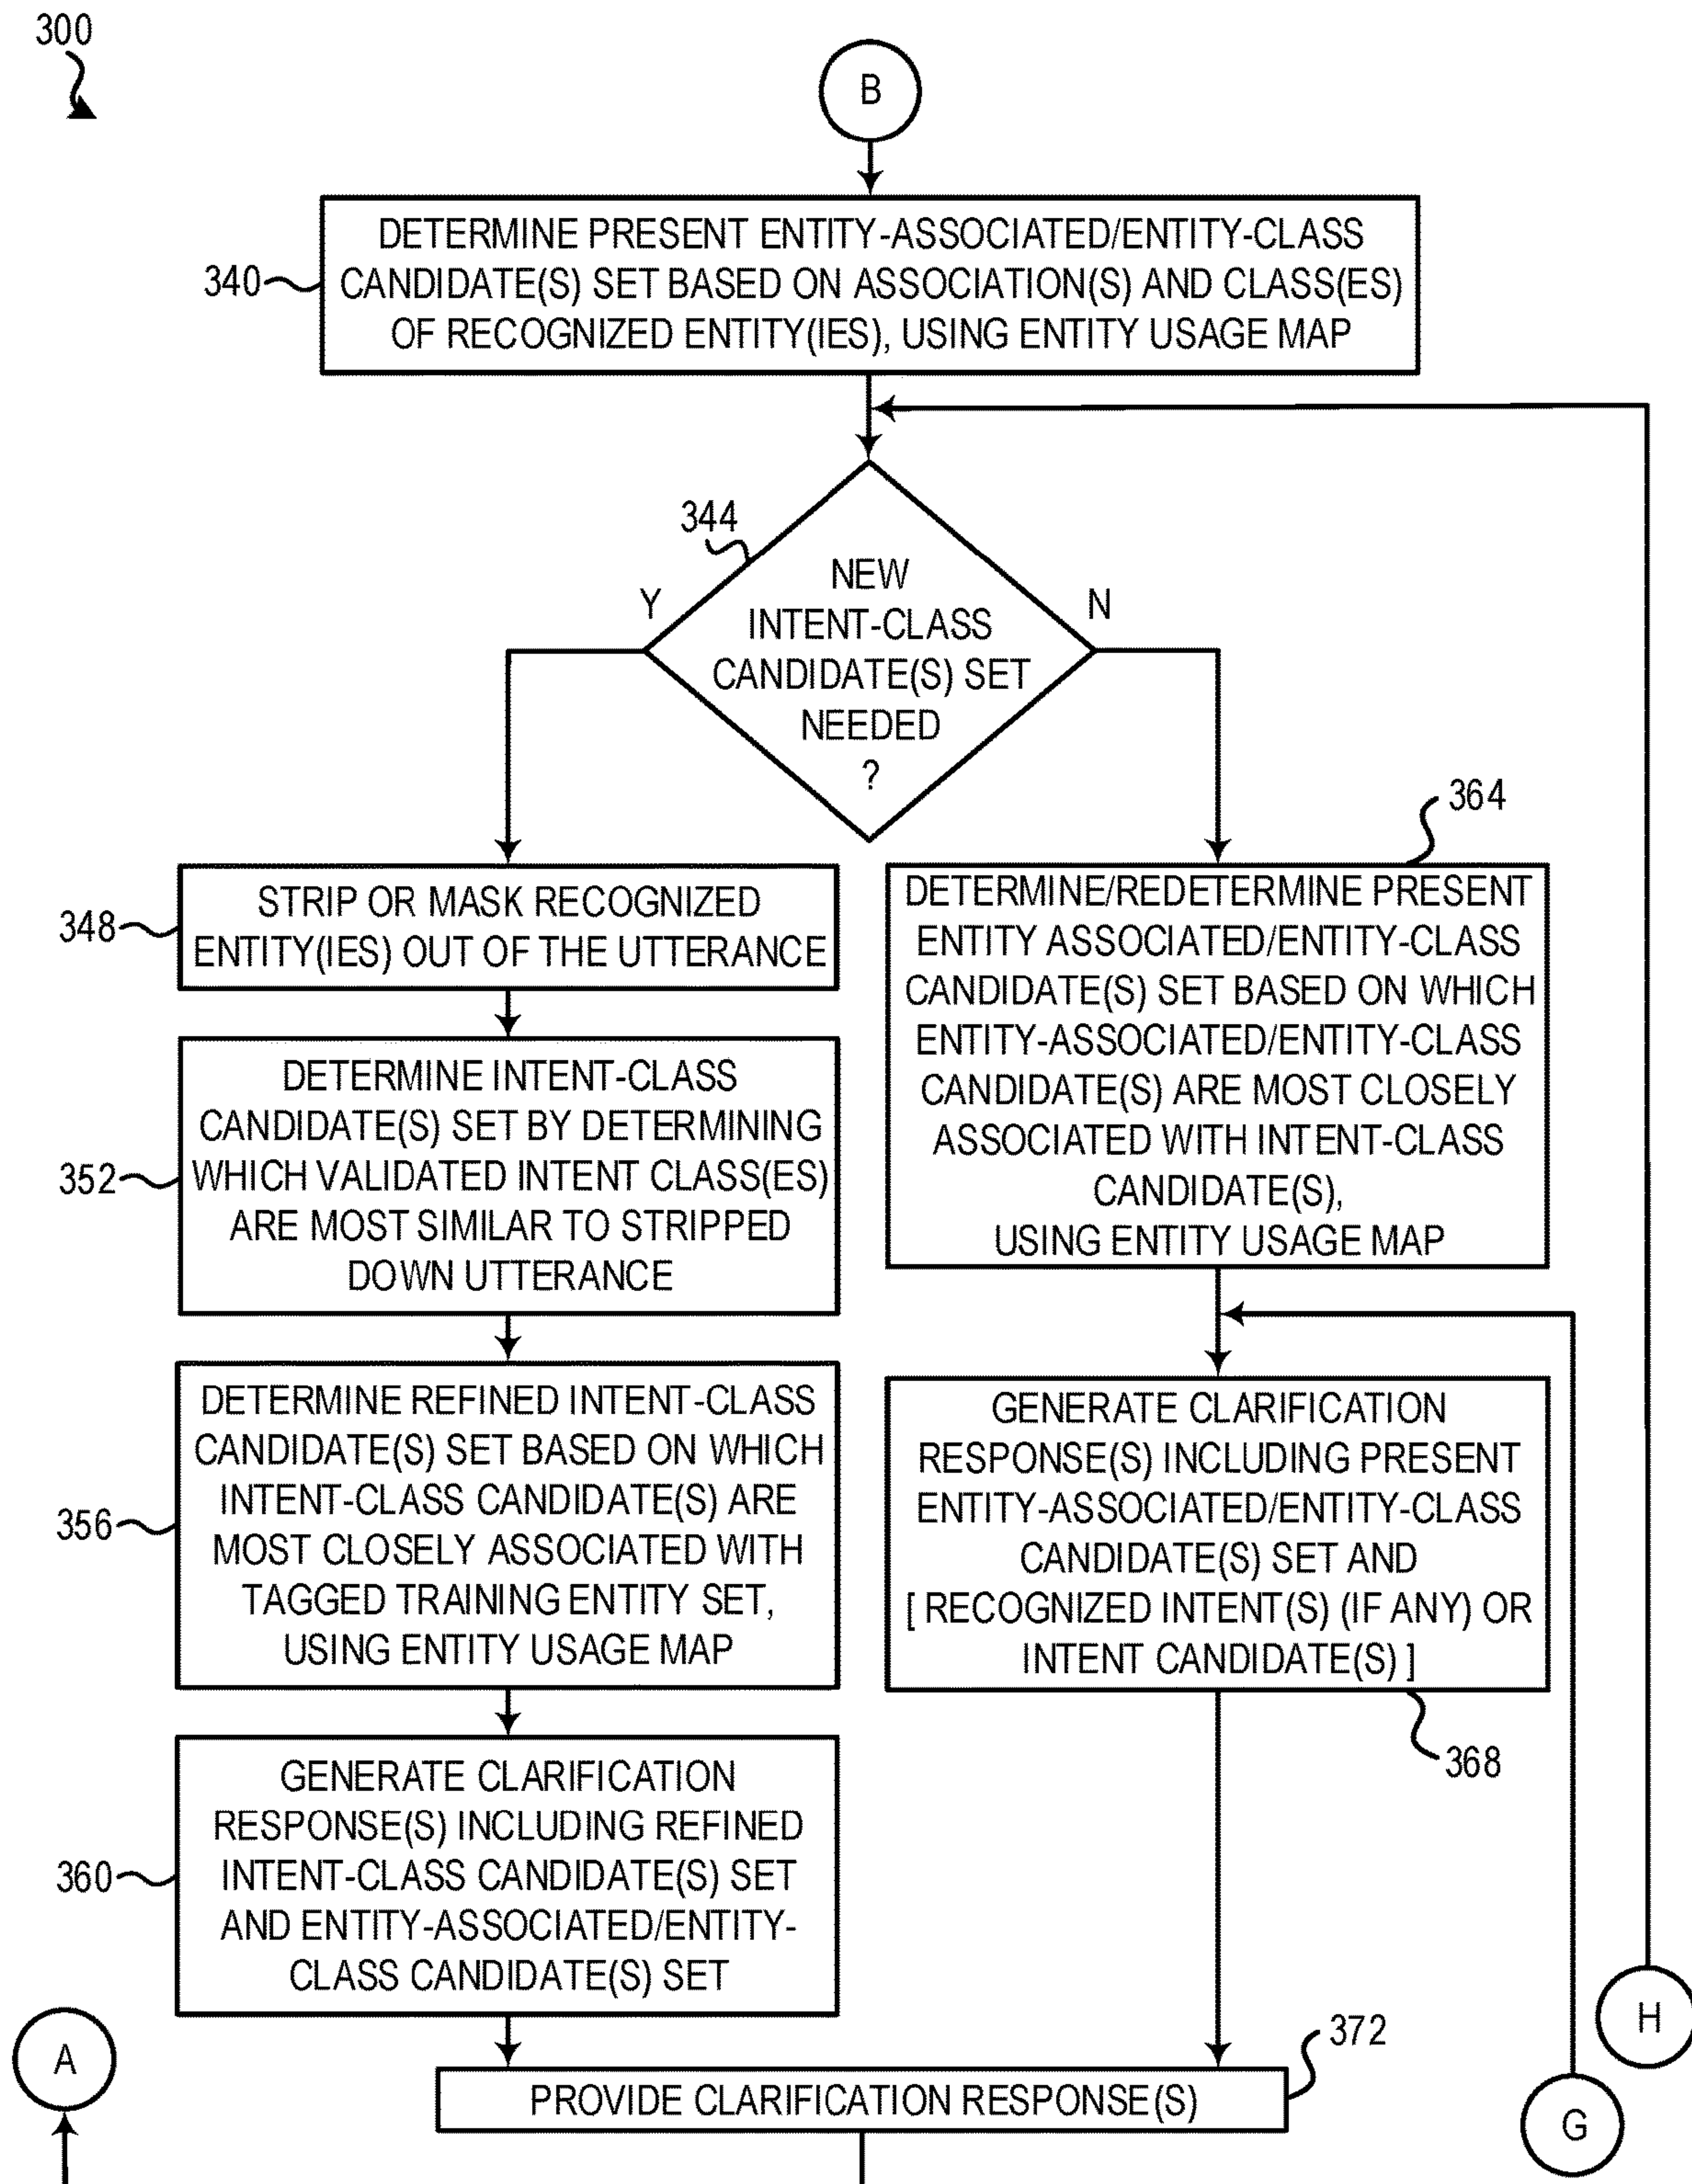 300
B
340
DETERMINE PRESENT ENTITY-ASSOCIATED/ENTITY-CLASS
CANDIDATE(S) SET BASED ON ASSOCIATION(S) AND CLASS(ES)
OF RECOGNIZED ENTITY(IES), USING ENTITY USAGE MAP
344
Y
N
NEW
INTENT-CLASS
CANDIDATE(S) SET
NEEDED
?
348
STRIP OR MASK RECOGNIZED
ENTITY(IES) OUT OF THE UTTERANCE
352
DETERMINE INTENT-CLASS
CANDIDATE(S) SET BY DETERMINING
WHICH VALIDATED INTENT CLASS(ES)
ARE MOST SIMILAR TO STRIPPED
DOWN UTTERANCE
356
DETERMINE REFINED INTENT-CLASS
CANDIDATE(S) SET BASED ON WHICH
INTENT-CLASS CANDIDATE(S) ARE
MOST CLOSELY ASSOCIATED WITH
TAGGED TRAINING ENTITY SET,
USING ENTITY USAGE MAP
360
GENERATE CLARIFICATION
RESPONSE(S) INCLUDING REFINED
INTENT-CLASS CANDIDATE(S) SET
AND ENTITY-ASSOCIATED/ENTITY-
CLASS CANDIDATE(S) SET
364
DETERMINE/REDETERMINE PRESENT
ENTITY ASSOCIATED/ENTITY-CLASS
CANDIDATE(S) SET BASED ON WHICH
ENTITY-ASSOCIATED/ENTITY-CLASS
CANDIDATE(S) ARE MOST CLOSELY
ASSOCIATED WITH INTENT-CLASS
CANDIDATE(S),
USING ENTITY USAGE MAP
GENERATE CLARIFICATION
RESPONSE(S) INCLUDING PRESENT
ENTITY-ASSOCIATED/ENTITY-CLASS
CANDIDATE(S) SET AND
[ RECOGNIZED INTENT(S) (IF ANY) OR
INTENT CANDIDATE(S) ]
368
H
A
372
PROVIDE CLARIFICATION RESPONSE(S)
G